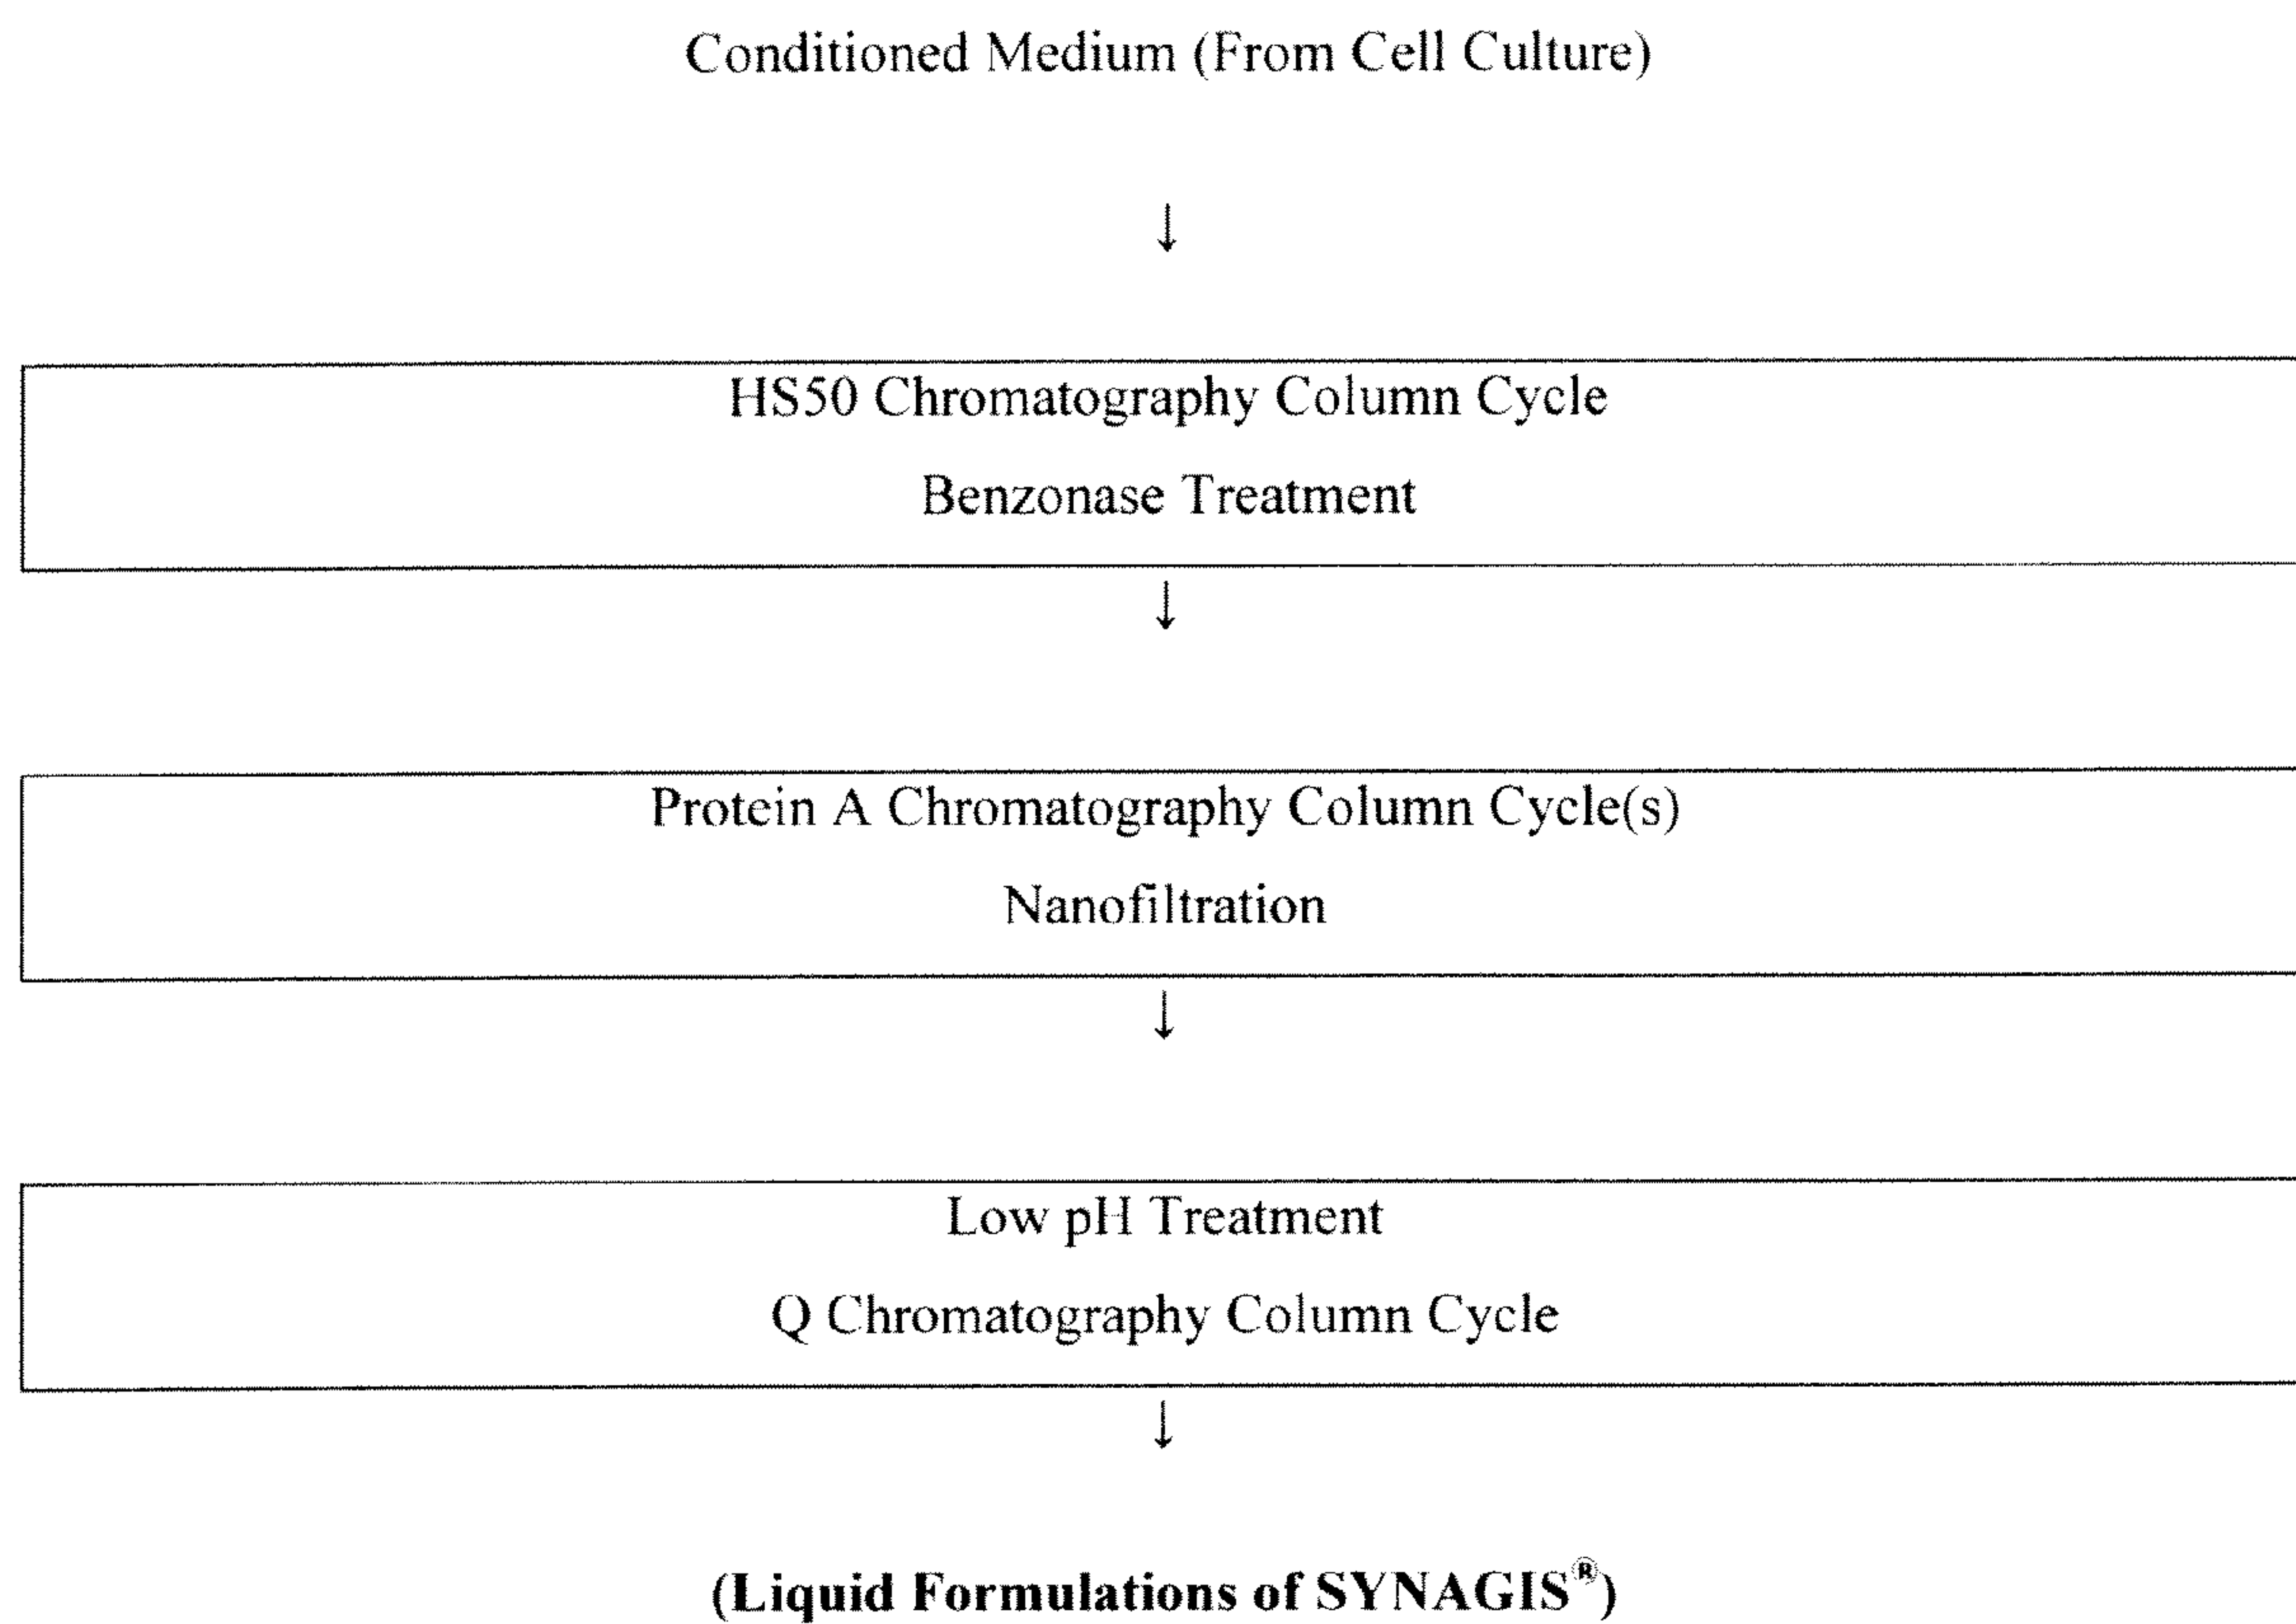 Conditioned Medium (From Cell Culture)
↓
HS50 Chromatography Column Cycle
Benzonase Treatment
↓
Protein A Chromatography Column Cycle(s)
Nanofiltration
↓
Low pH Treatment
Q Chromatography Column Cycle
↓
(Liquid Formulations of SYNAGIS®)